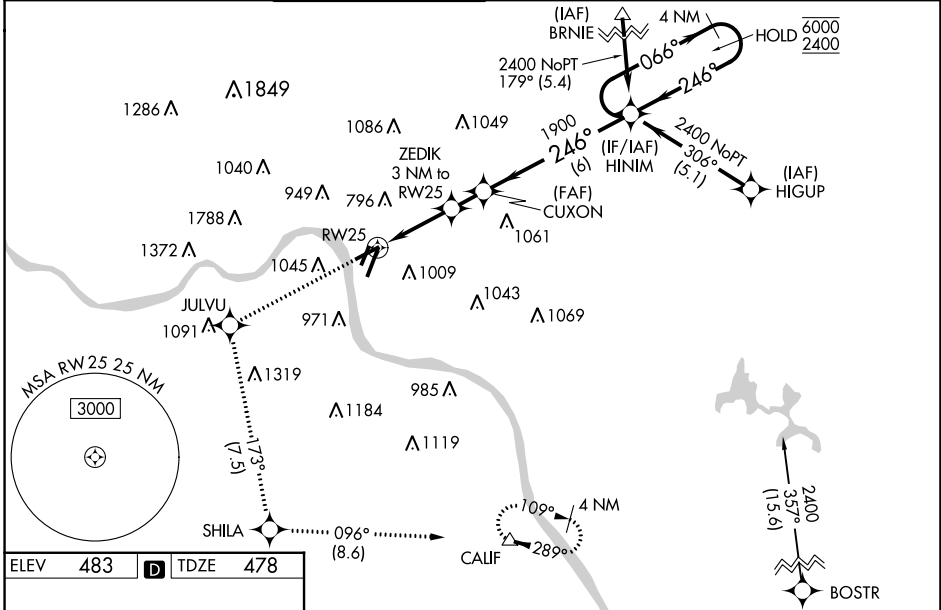 (IAF)
BRNIE
4 NM
HOLD 6000
2400
2400 NoPT
179° (5.4)
066°
246°
1849
1286
1086
1049
1900
246°
(6)
(IF/IAF)
HINIM
2400 NoPT
306°
(5.1)
(IAF)
HIGUP
ZEDIK
3 NM to
RW25
1040
949
796
(FAF)
CUXON
1061
1788
RW25
1372
1045
1009
JULVU
1091
971
1043
1069
MSA RW25 25 NM
3000
1319
985
1184
1119
173°
(7.5)
2400
357°
(15.6)
SHILA
096°
(8.6)
109°
4 NM
289°
CALIF
BOSTR
ELEV 483 D TDZE 478